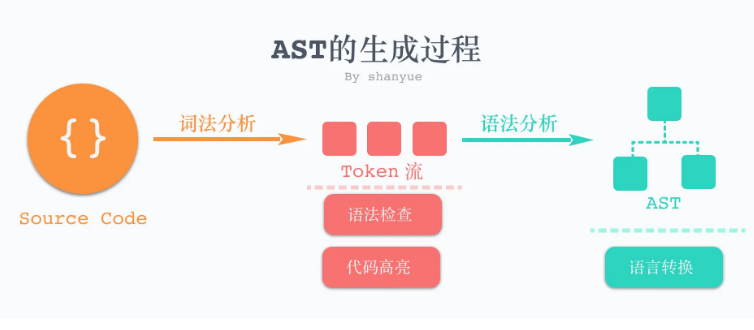 AST的生成过程
By shanyue
{ }
词法分析
语法分析
Token 流
Source Code
AST
语法检查
代码高亮
语言转换